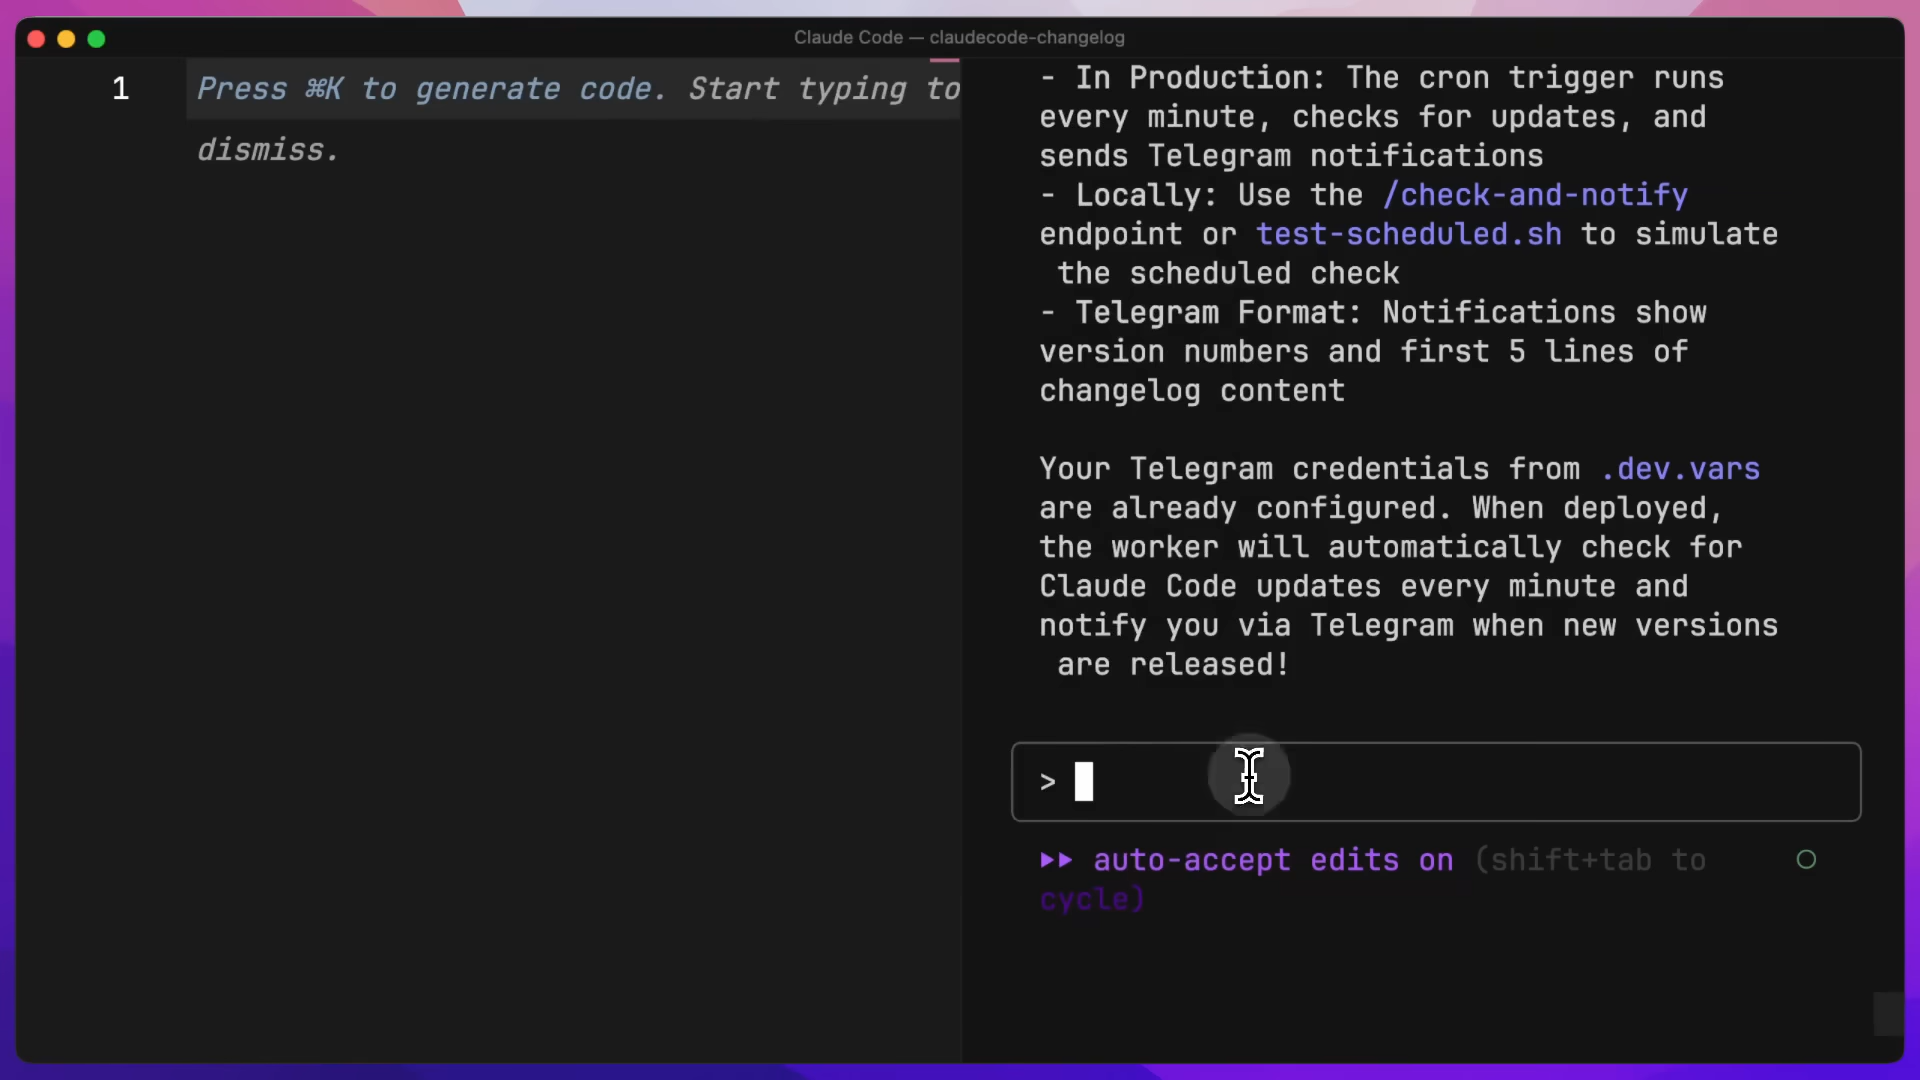 Claude Code — claudecode-changelog
1
Press ⌘K to generate code. Start typing to
dismiss.
- In Production: The cron trigger runs
every minute, checks for updates, and
sends Telegram notifications
- Locally: Use the /check-and-notify
endpoint or test-scheduled.sh to simulate
the scheduled check
- Telegram Format: Notifications show
version numbers and first 5 lines of
changelog content
Your Telegram credentials from .dev.vars
are already configured. When deployed,
the worker will automatically check for
Claude Code updates every minute and
notify you via Telegram when new versions
are released!
>
⏵⏵ auto-accept edits on (shift+tab to
cycle)